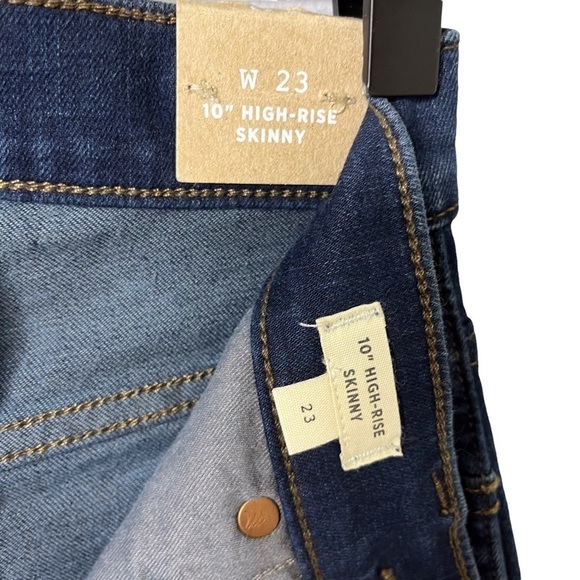 W 23
10" HIGH-RISE
SKINNY
10" HIGH-RISE
SKINNY
23